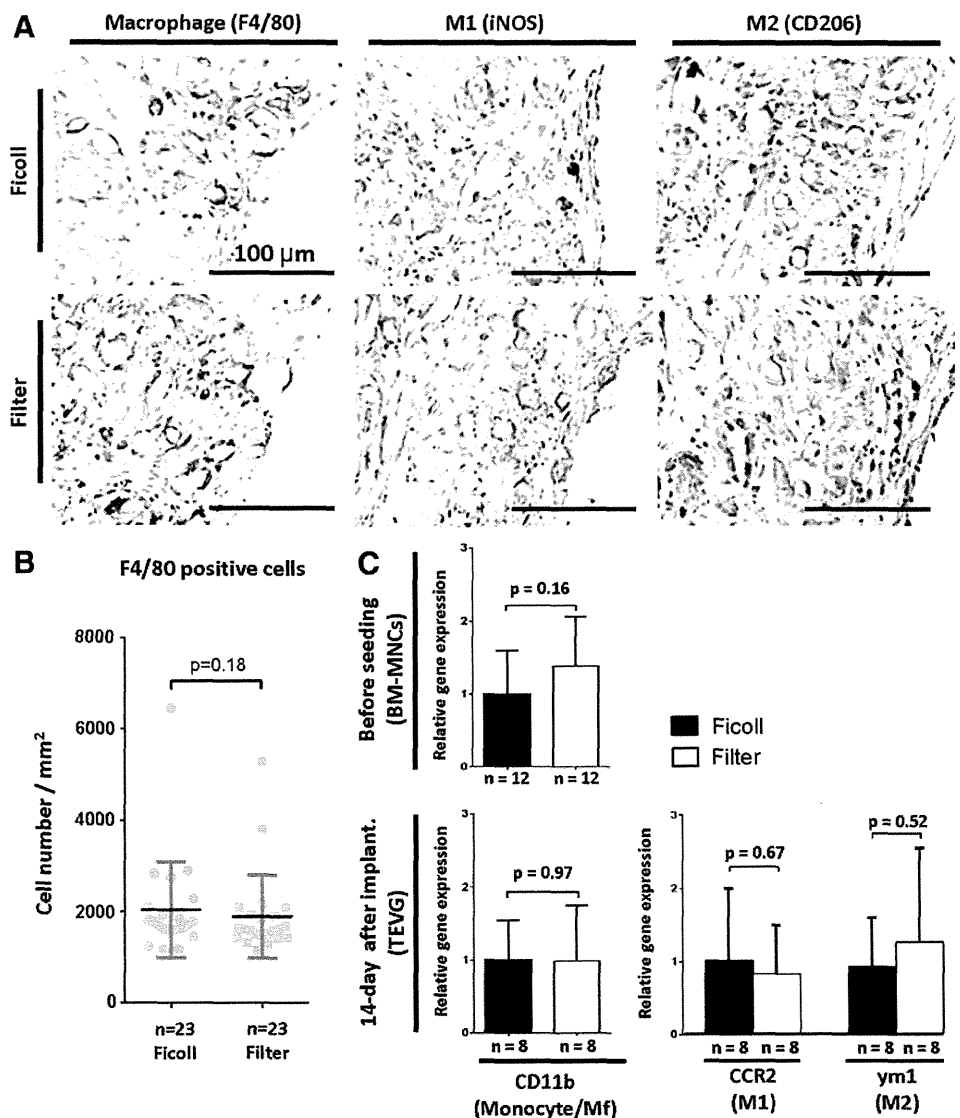 A
Macrophage (F4/80)
M1 (iNOS)
M2 (CD206)
Ficoll
100 µm
Filter
B
F4/80 positive cells
Cell number / mm²
8000
6000
4000
2000
0
p=0.18
n=23
n=23
Ficoll
Filter
C
Before seeding
(BM-MNCs)
Relative gene expression
3
2
1
0
p = 0.16
n = 12
n = 12
Ficoll
Filter
14-day after implant.
(TEVG)
Relative gene expression
3
2
1
0
p = 0.97
n = 8
n = 8
CD11b
(Monocyte/Mf)
Relative gene expression
3
2
1
0
p = 0.67
p = 0.52
n = 8
n = 8
n = 8
n = 8
CCR2
(M1)
ym1
(M2)